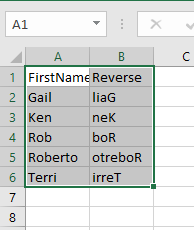 A1
A B C
1 FirstName Reverse
2 Gail liaG
3 Ken neK
4 Rob boR
5 Roberto otreboR
6 Terri irreT
7
8